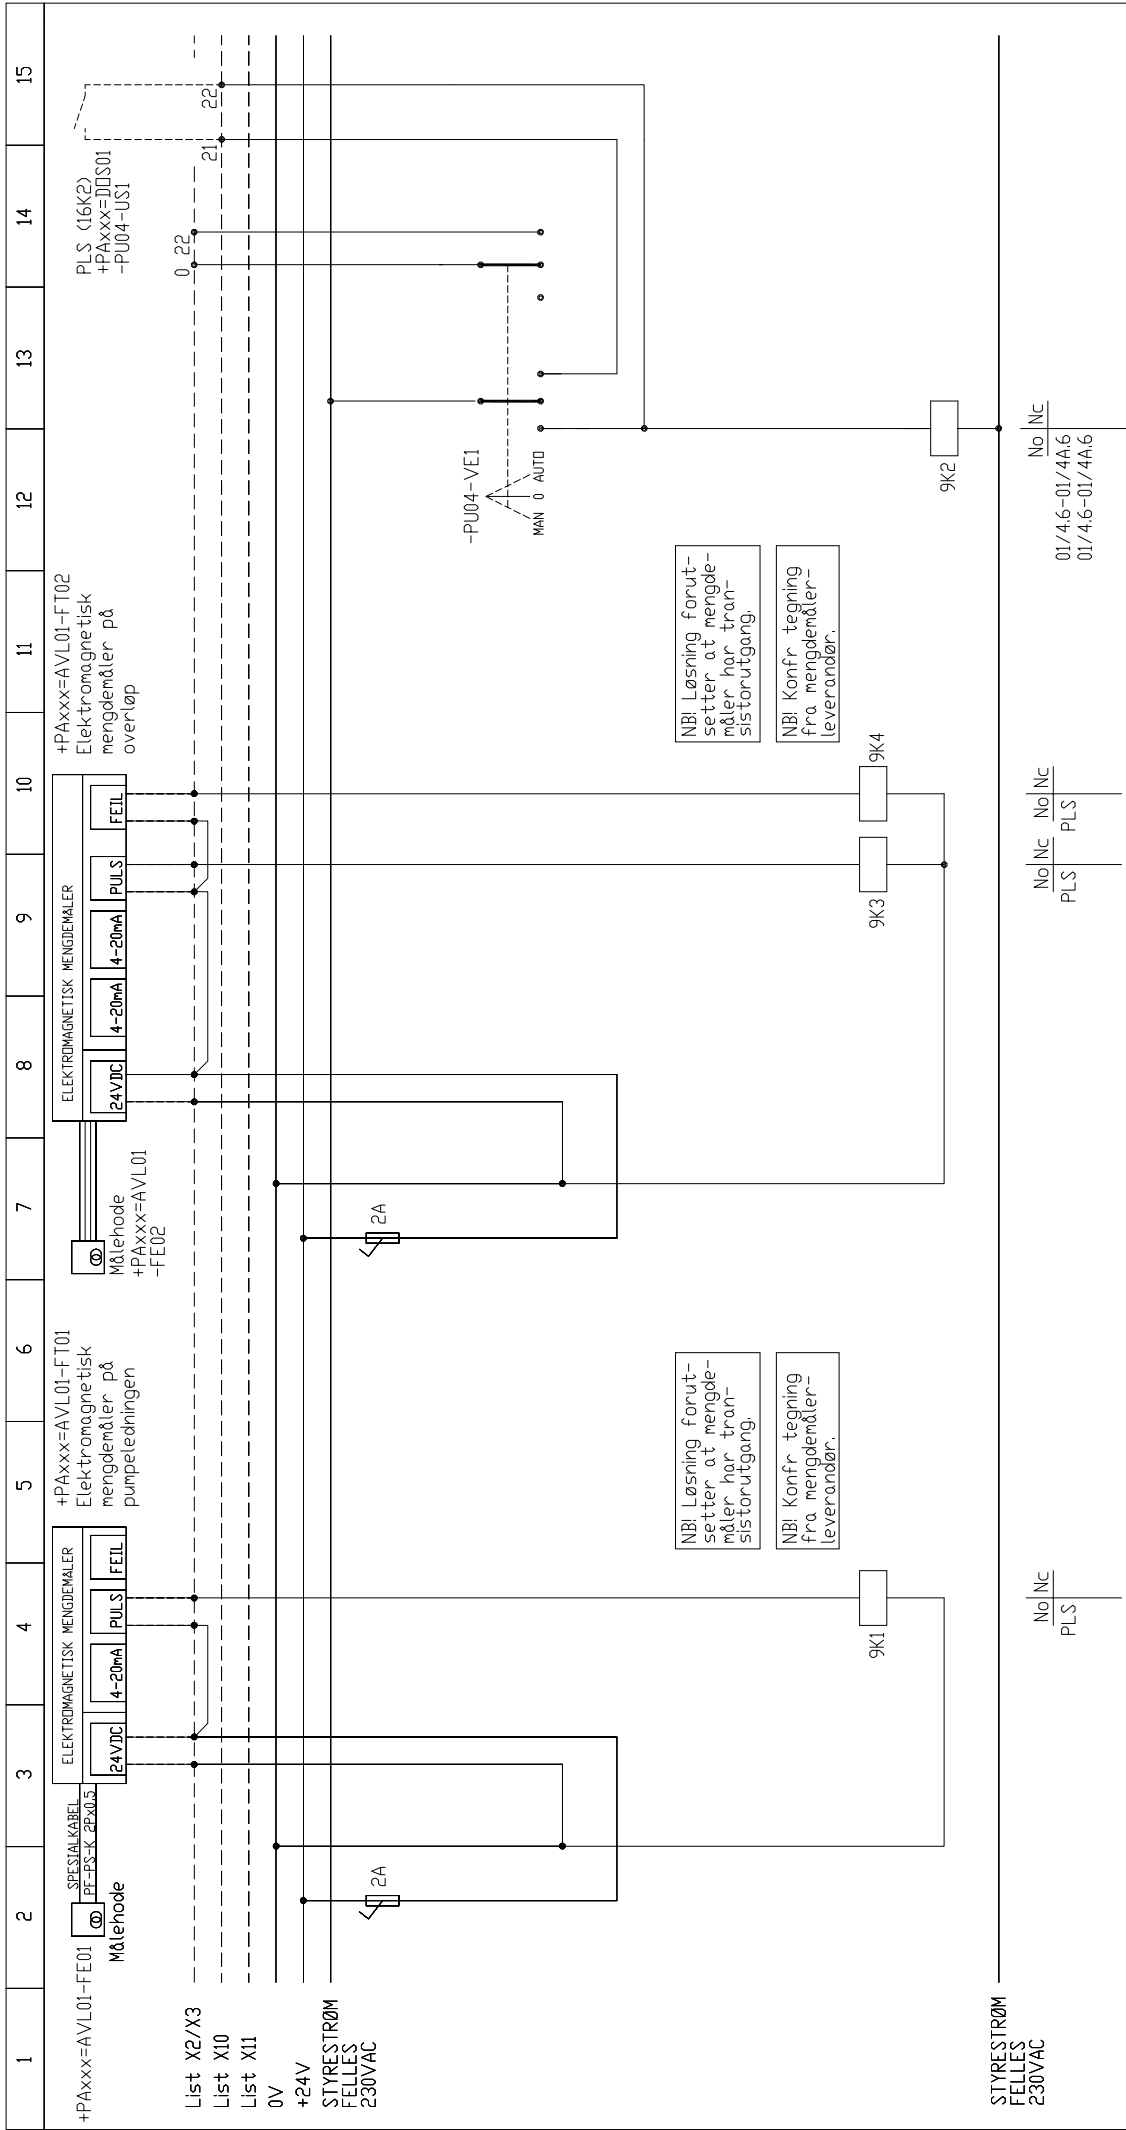 1
2
3
4
5
6
7
8
9
10
11
12
13
14
15
+PAxxx=AVL01-FE01
SPESIALKABEL
PF-PS-K 2Px0,5
Målehode
ELEKTROMAGNETISK MENGDEMÅLER
24VDC
4-20mA
PULS
FEIL
+PAxxx=AVL01-FT01
Elektromagnetisk
mengdemåler på
pumpeledningen
Målehode
+PAxxx=AVL01
-FE02
ELEKTROMAGNETISK MENGDEMÅLER
24VDC
4-20mA
4-20mA
PULS
FEIL
+PAxxx=AVL01-FT02
Elektromagnetisk
mengdemåler på
overløp
PLS (16K2)
+PAxxx=DOS01
-PU04-US1
0
22
21
22
List X2/X3
List X10
List X11
0V
+24V
STYRESTRØM
FELLES
230VAC
2A
2A
-PU04-VE1
MAN 0 AUTO
NB! Løsning forut-
setter at mengde-
måler har tran-
sistorutgang.
NB! Konfr tegning
fra mengdemåler-
leverandør.
NB! Løsning forut-
setter at mengde-
måler har tran-
sistorutgang.
NB! Konfr tegning
fra mengdemåler-
leverandør.
9K1
9K3
9K4
9K2
STYRESTRØM
FELLES
230VAC
No Nc
PLS
No Nc
PLS
No Nc
PLS
No Nc
01/4.6-01/4A.6
01/4.6-01/4A.6